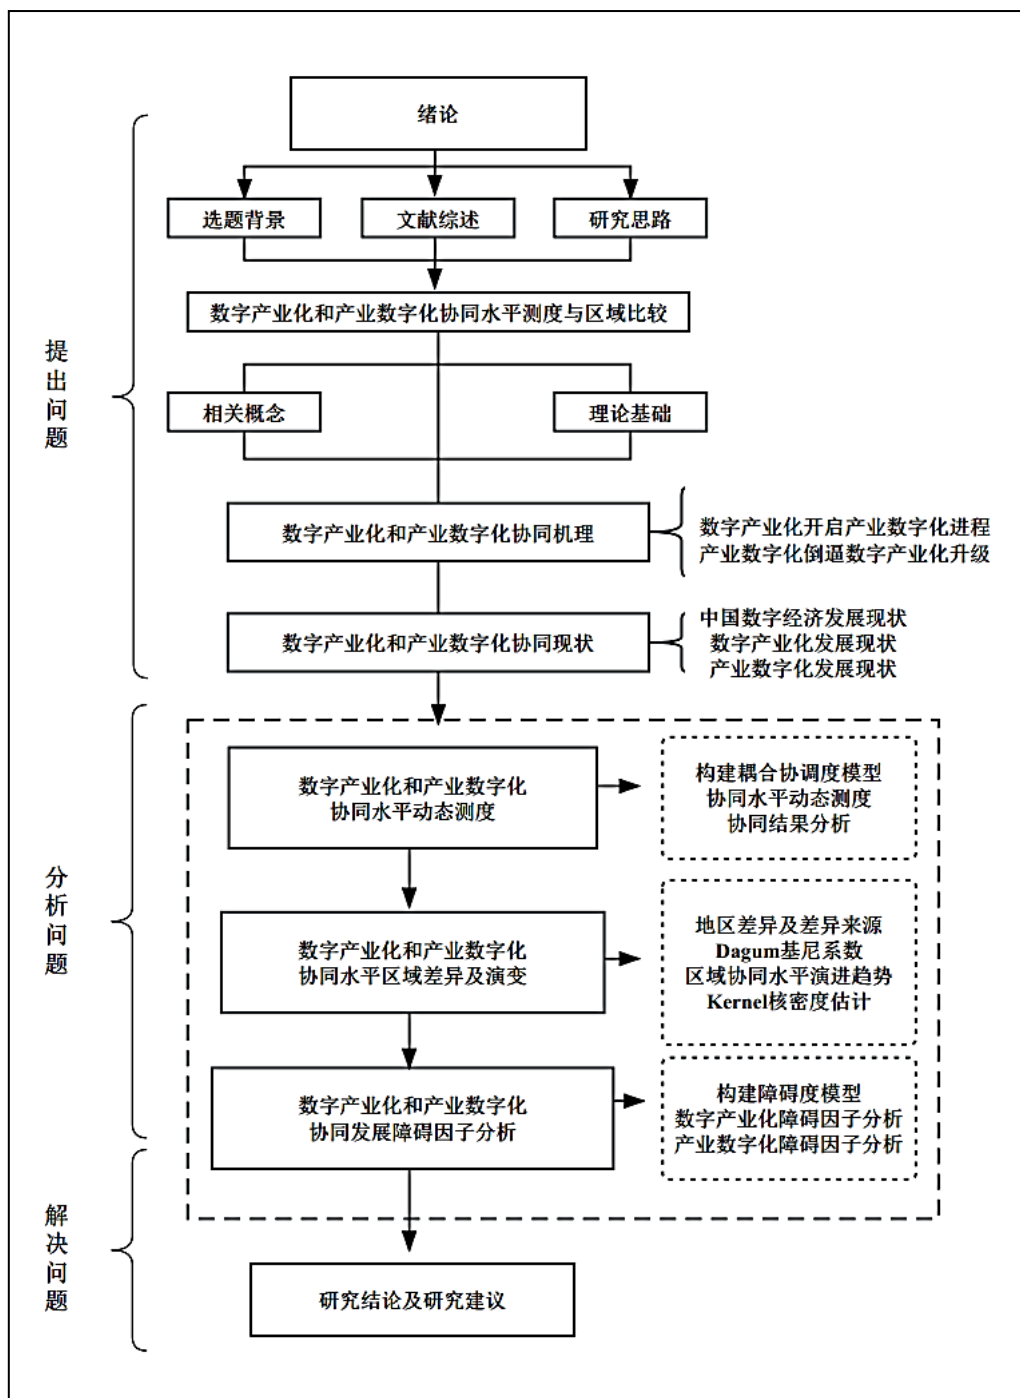 绪论
选题背景
文献综述
研究思路
数字产业化和产业数字化协同水平测度与区域比较
提出问题
相关概念
理论基础
数字产业化和产业数字化协同机理
数字产业化开启产业数字化进程
产业数字化倒逼数字产业化升级
数字产业化和产业数字化协同现状
中国数字经济发展现状
数字产业化发展现状
产业数字化发展现状
分析问题
数字产业化和产业数字化
协同水平动态测度
构建耦合协调度模型
协同水平动态测度
协同结果分析
数字产业化和产业数字化
协同水平区域差异及演变
地区差异及差异来源
Dagum基尼系数
区域协同水平演进趋势
Kernel核密度估计
数字产业化和产业数字化
协同发展障碍因子分析
构建障碍度模型
数字产业化障碍因子分析
产业数字化障碍因子分析
解决问题
研究结论及研究建议